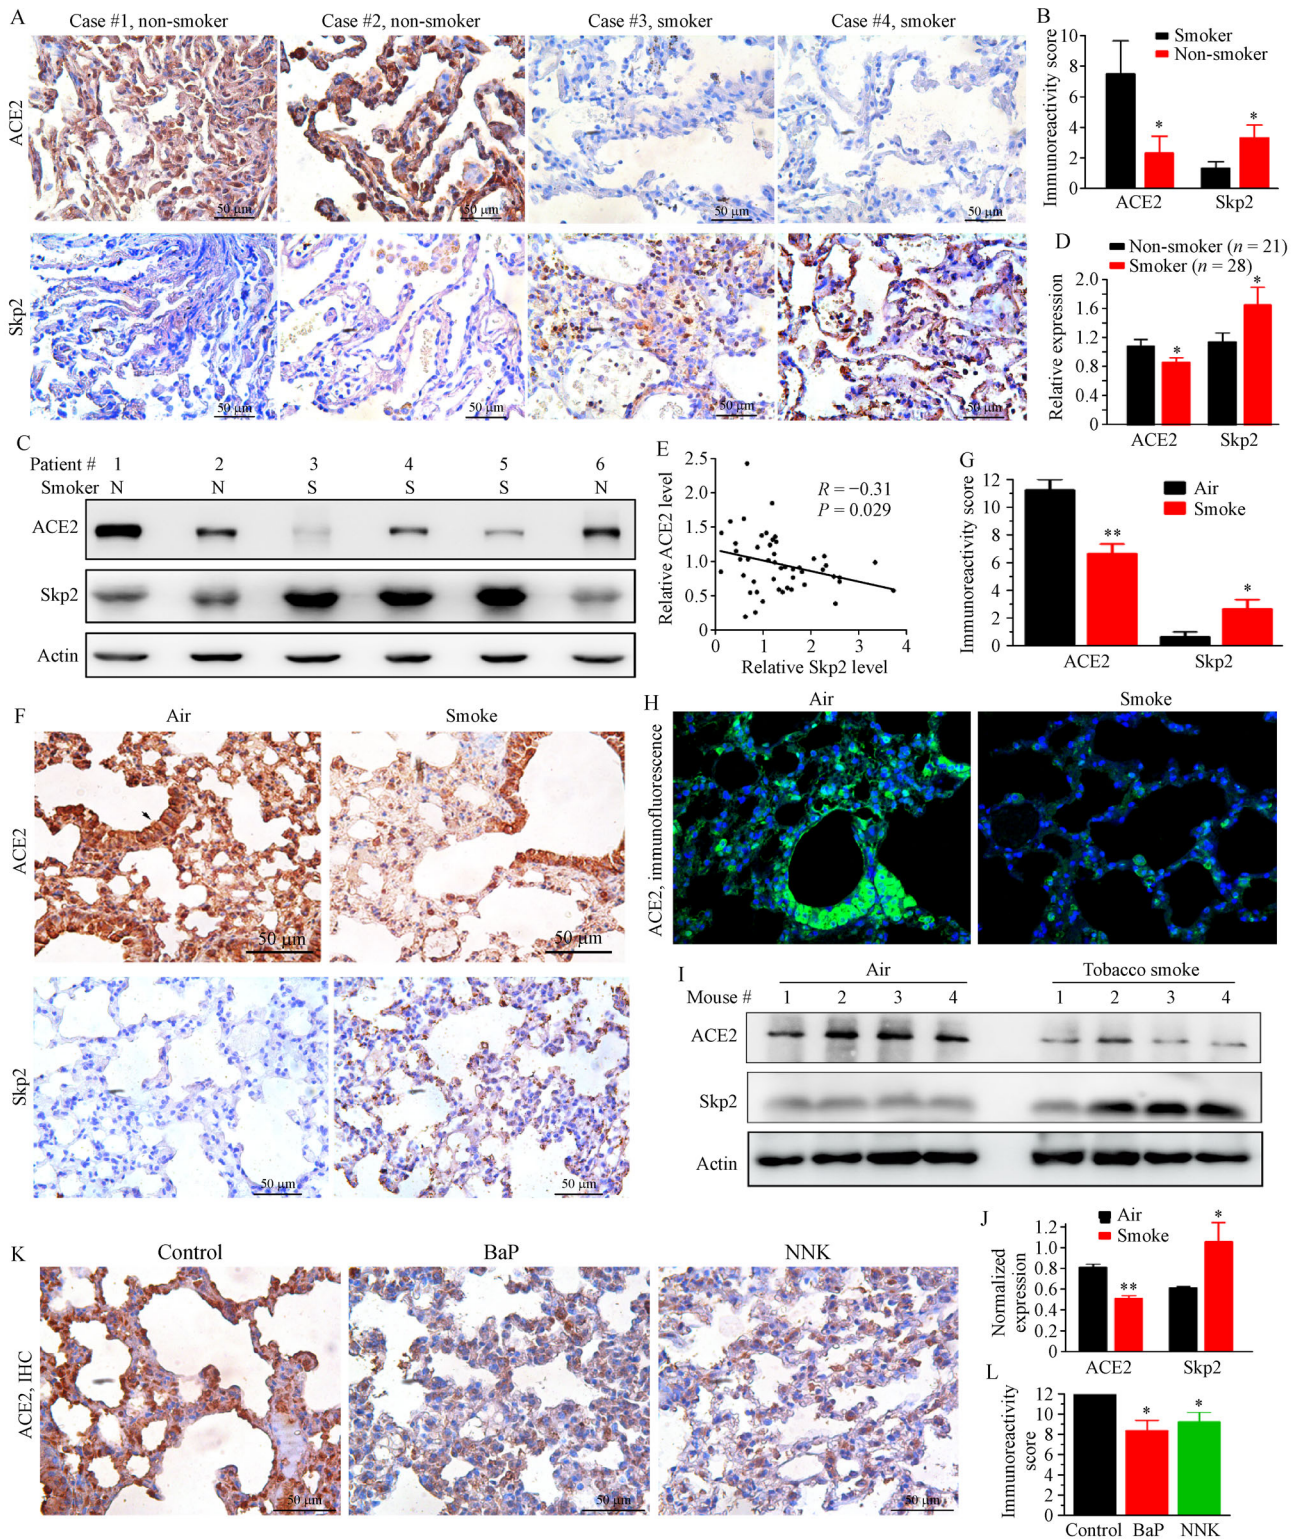 A
Case #1, non-smoker
Case #2, non-smoker
Case #3, smoker
Case #4, smoker
ACE2
50 μm
50 μm
50 μm
50 μm
Skp2
50 μm
50 μm
50 μm
50 μm
B
Smoker
Non-smoker
Immunoreactivity score
10
8
6
4
2
0
*
*
ACE2
Skp2
D
Non-smoker (n = 21)
Smoker (n = 28)
Relative expression
2.0
1.6
1.2
0.8
0.4
0
*
*
ACE2
Skp2
C
Patient # 1 2 3 4 5 6
Smoker N N S S S N
ACE2
Skp2
Actin
E
Relative ACE2 level
2.5
2.0
1.5
1.0
0.5
0
R = −0.31
P = 0.029
0 1 2 3 4
Relative Skp2 level
G
Air
Smoke
Immunoreactivity score
12
10
8
6
4
2
0
**
*
ACE2
Skp2
F
Air
Smoke
ACE2
50 μm
50 μm
Skp2
50 μm
50 μm
H
Air
Smoke
ACE2, immunofluorescence
I
Air
Tobacco smoke
Mouse # 1 2 3 4 1 2 3 4
ACE2
Skp2
Actin
J
Air
Smoke
Normalized
expression
1.2
1.0
0.8
0.6
0.4
0.2
0
**
*
ACE2
Skp2
K
Control
BaP
NNK
ACE2, IHC
50 μm
50 μm
50 μm
L
Immunoreactivity
score
12
10
8
6
4
2
0
*
*
Control BaP NNK